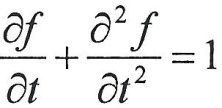 ∂f/∂t + ∂²f/∂t² = 1